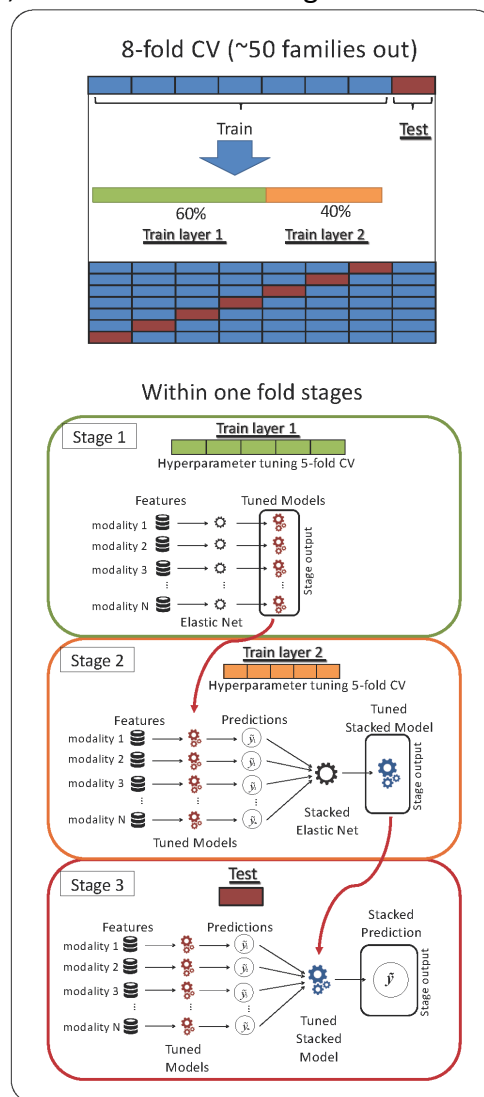 8-fold CV (~50 families out)
Train
Test
60%
40%
Train layer 1
Train layer 2
Within one fold stages
Stage 1
Train layer 1
Hyperparameter tuning 5-fold CV
Features
Tuned Models
modality 1
modality 2
modality 3
⋮
modality N
Elastic Net
Stage output
Stage 2
Train layer 2
Hyperparameter tuning 5-fold CV
Features
Predictions
Tuned
Stacked Model
modality 1
modality 2
modality 3
⋮
modality N
Tuned Models
Stacked
Elastic Net
Stage output
Stage 3
Test
Features
Predictions
Stacked
Prediction
modality 1
modality 2
modality 3
⋮
modality N
Tuned
Models
Tuned
Stacked
Model
ỹ
Stage output